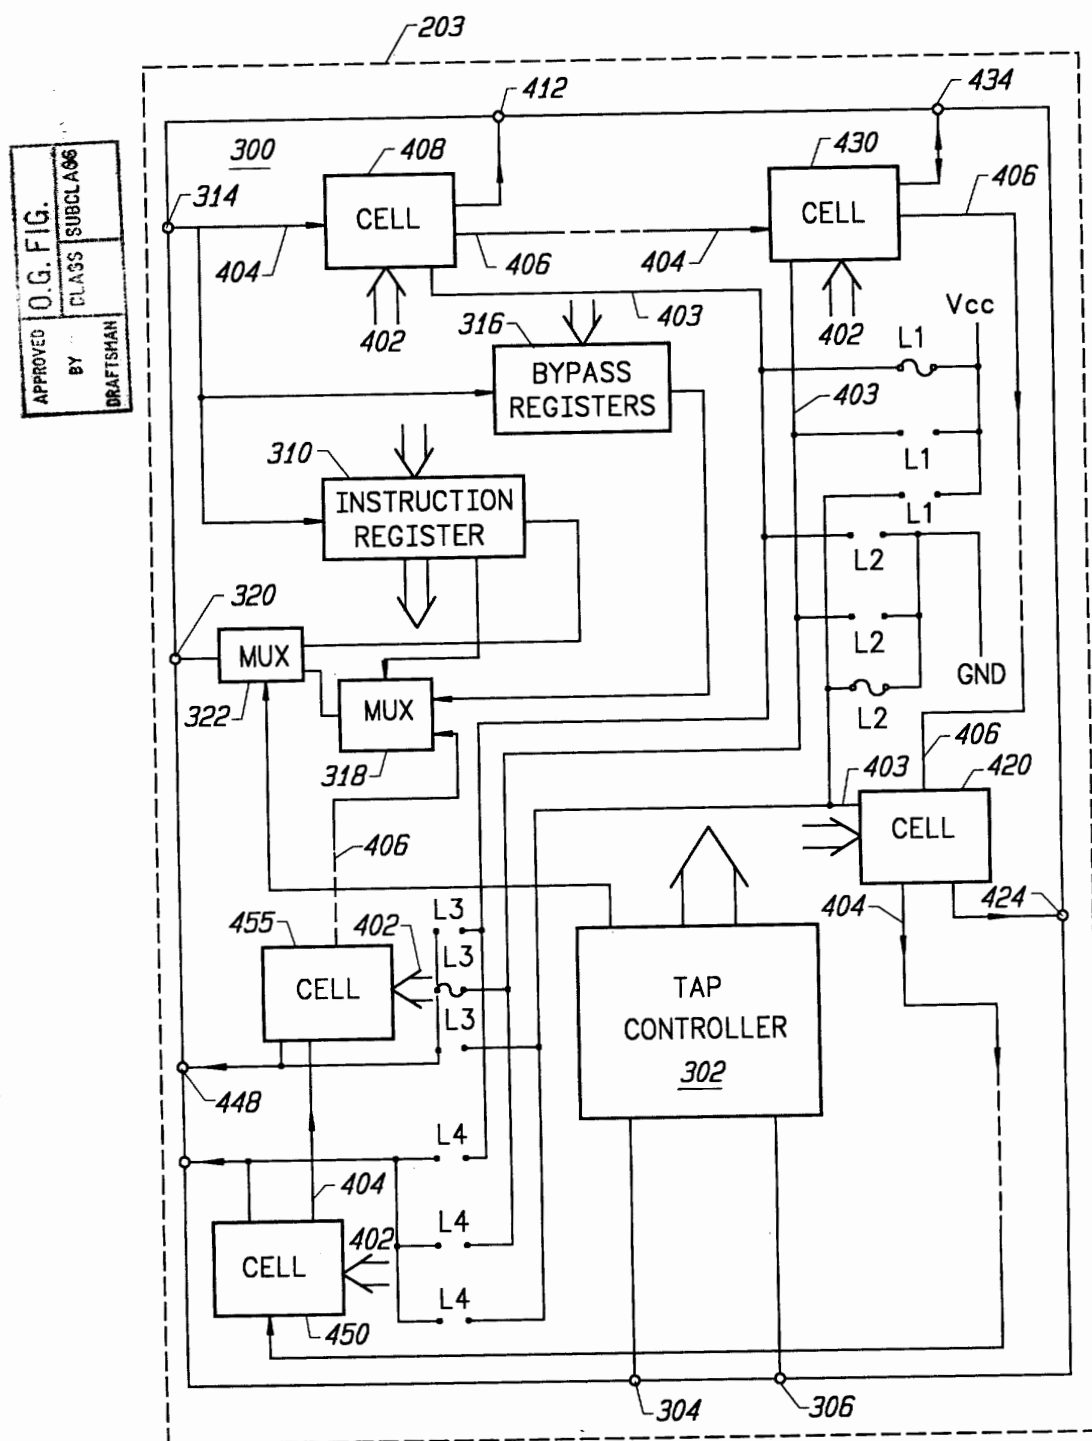 203
412
434
APPROVED
BY
DRAFTSMAN
O.G. FIG.
CLASS
SUBCLASS
300
408
430
406
314
CELL
CELL
404
406
404
402
403
402
316
Vcc
L1
BYPASS
REGISTERS
403
310
L1
INSTRUCTION
REGISTER
L1
L2
320
L2
MUX
GND
322
MUX
L2
318
406
403
420
CELL
406
404
424
455
402
L3
L3
CELL
L3
TAP
CONTROLLER
302
448
L4
404
L4
402
CELL
L4
450
304
306